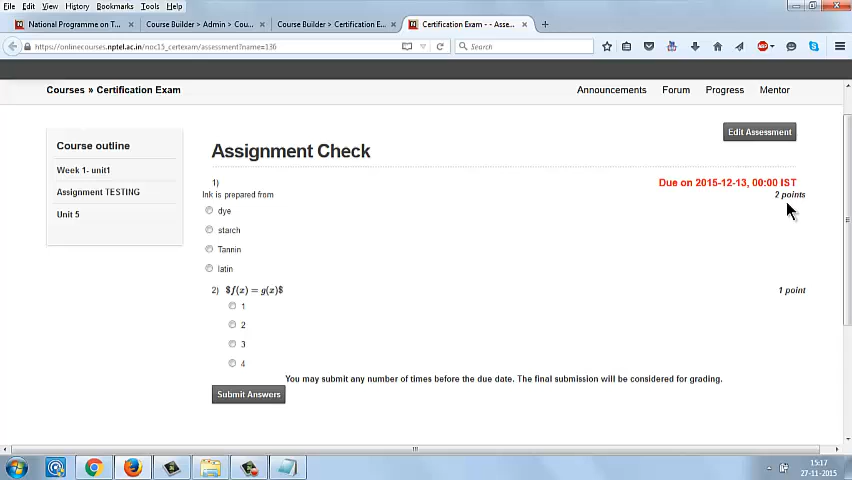 File Edit View History Bookmarks Tools Help
National Programme on T...
Course Builder > Admin > Cou...
Course Builder > Certification E...
Certification Exam - - Asse...
https://onlinecourses.nptel.ac.in/noc15_certexam/assessment?name=136
Search
Courses » Certification Exam
Announcements Forum Progress Mentor
Edit Assessment
Course outline
Week 1- unit1
Assignment TESTING
Unit 5
Assignment Check
Due on 2015-12-13, 00:00 IST
1)
Ink is prepared from
2 points
dye
starch
Tannin
latin
2) $f(x) = g(x)$
1 point
1
2
3
4
You may submit any number of times before the due date. The final submission will be considered for grading.
Submit Answers
15:17
27-11-2015